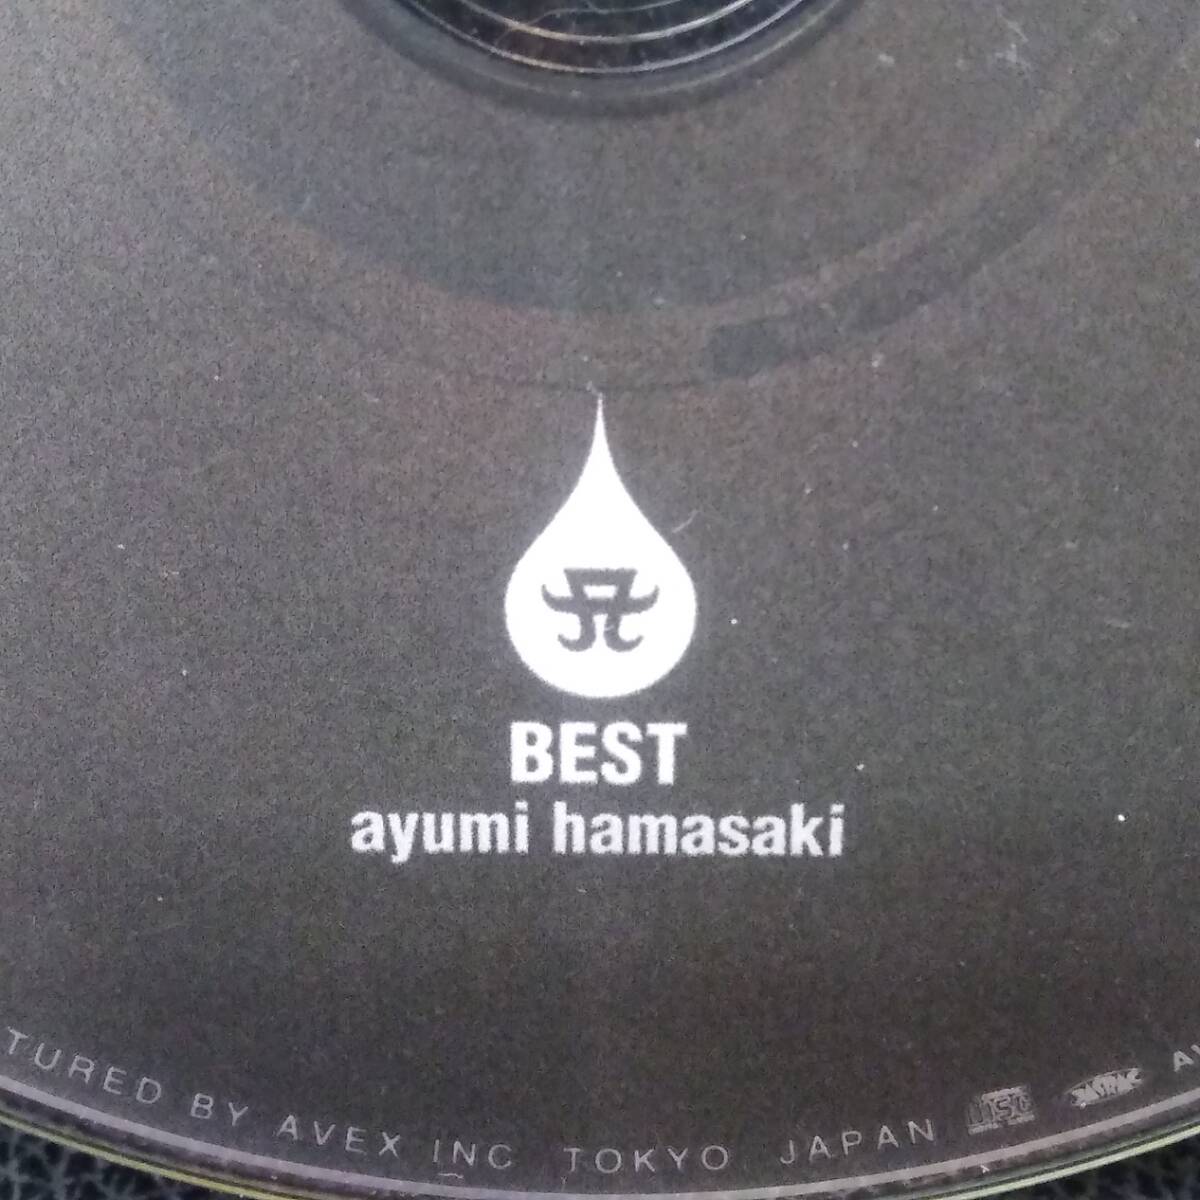 BEST
ayumi hamasaki
TURED BY AVEX INC TOKYO JAPAN